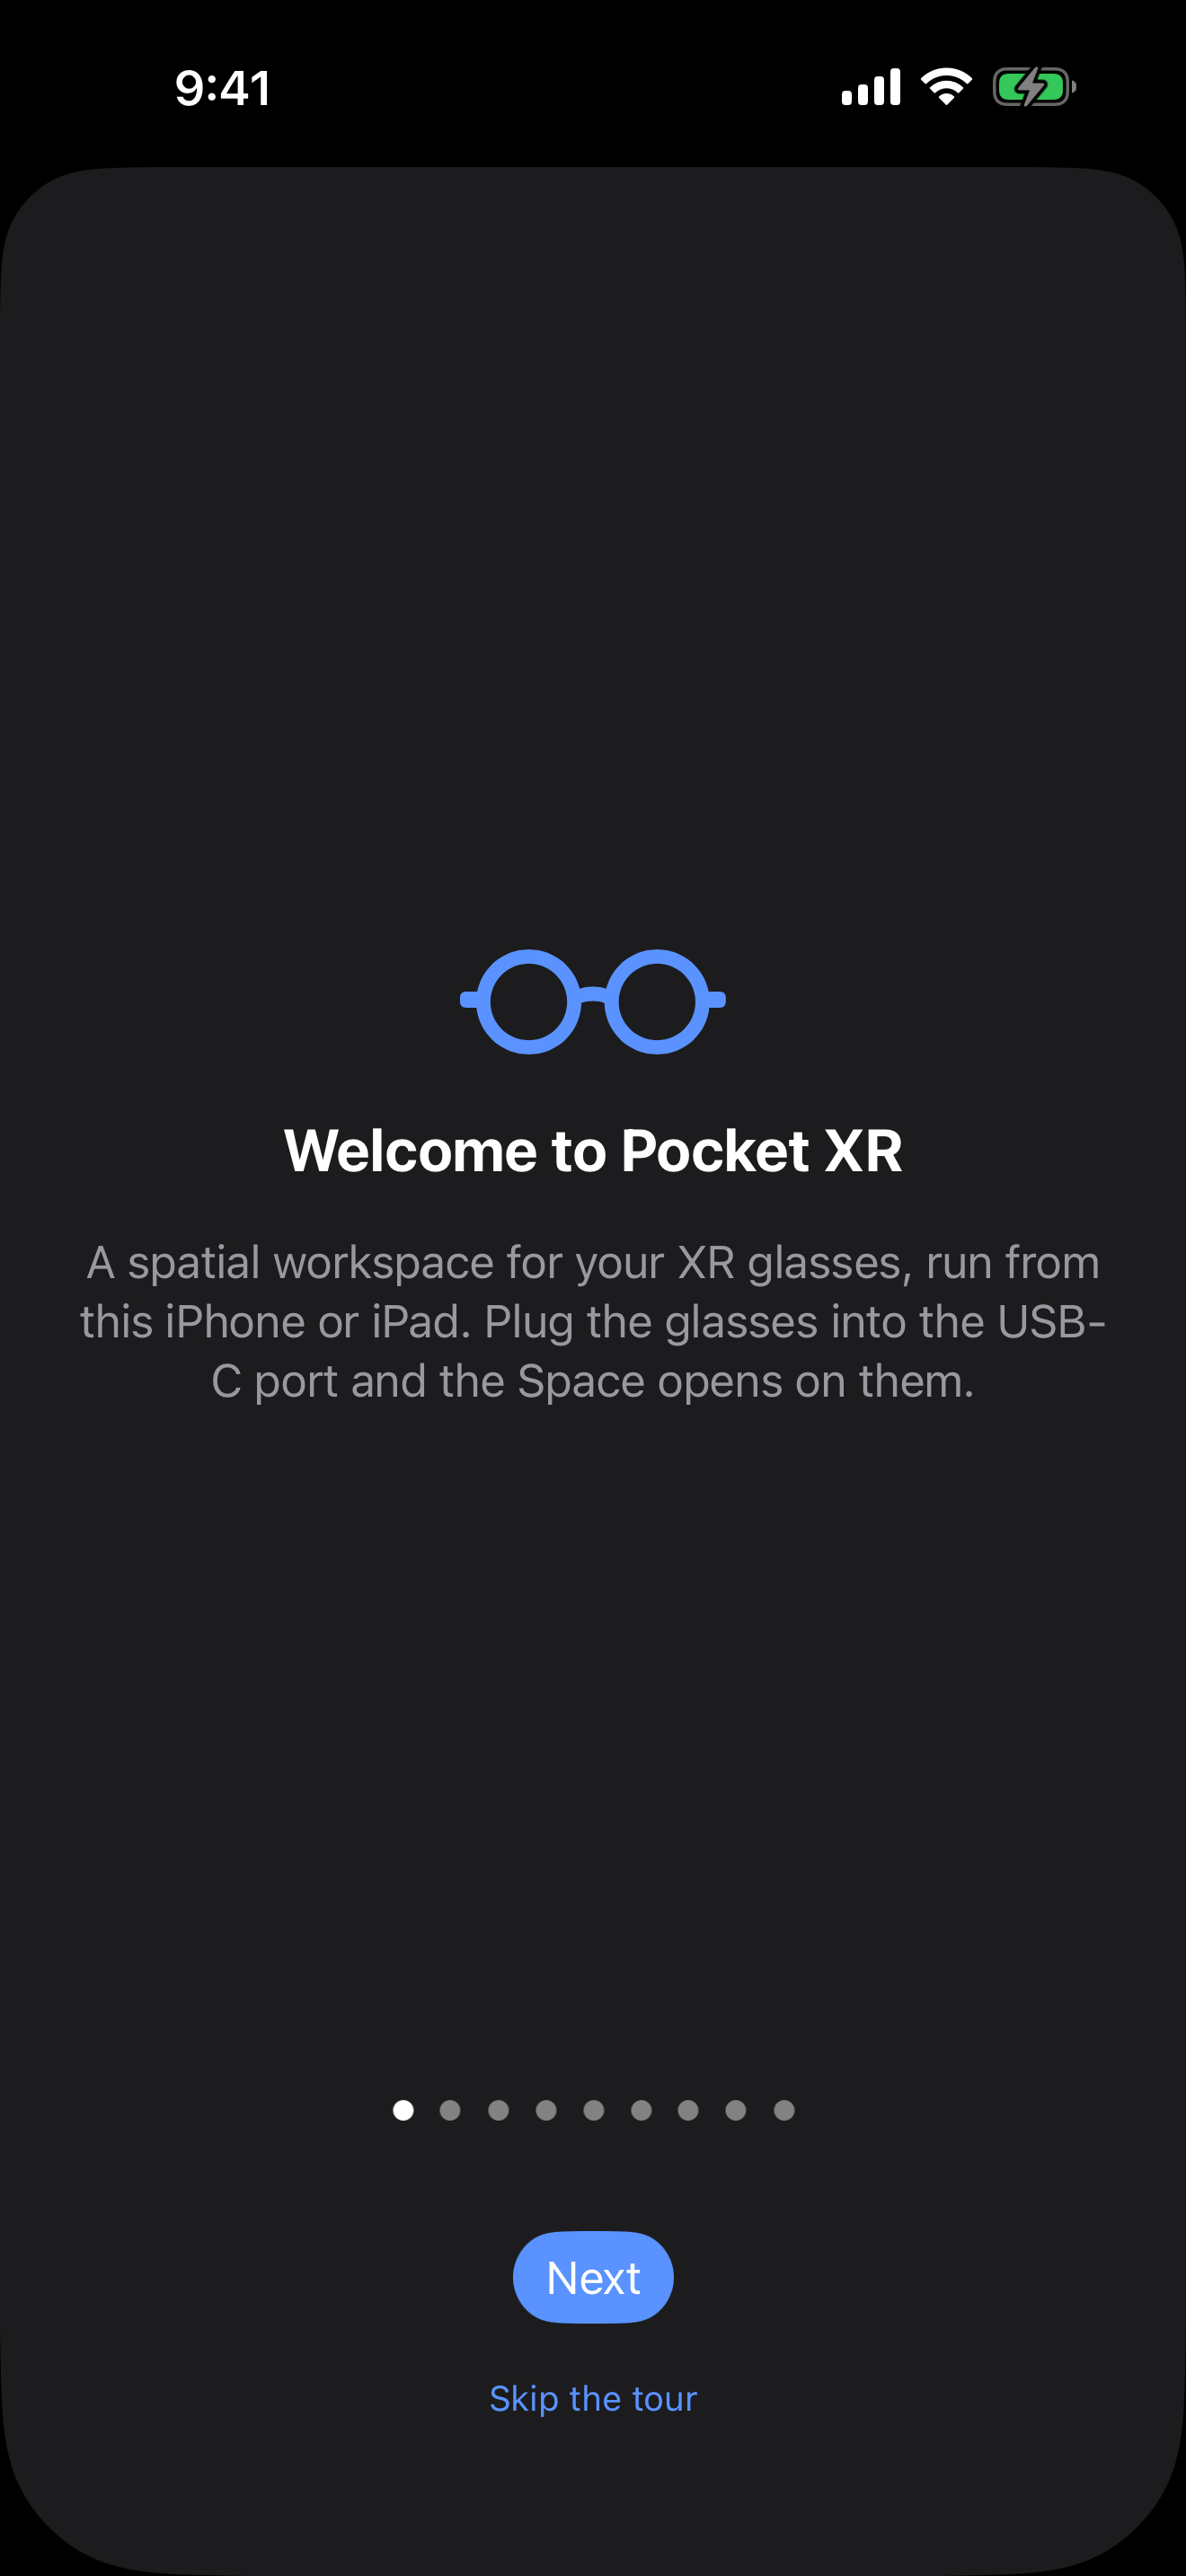 9:41
Welcome to Pocket XR
A spatial workspace for your XR glasses, run from
this iPhone or iPad. Plug the glasses into the USB-
C port and the Space opens on them.
Next
Skip the tour